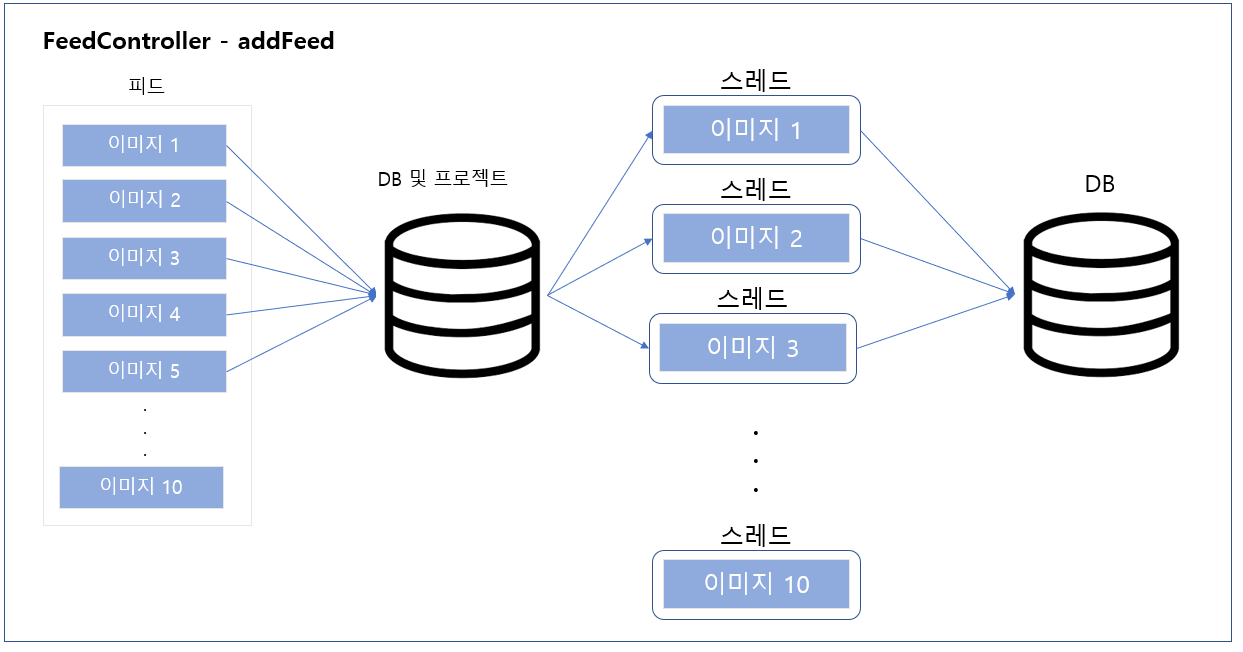 FeedController - addFeed
피드
이미지 1
이미지 2
이미지 3
이미지 4
이미지 5
.
.
.
이미지 10
DB 및 프로젝트
스레드
이미지 1
스레드
이미지 2
스레드
이미지 3
.
.
.
스레드
이미지 10
DB